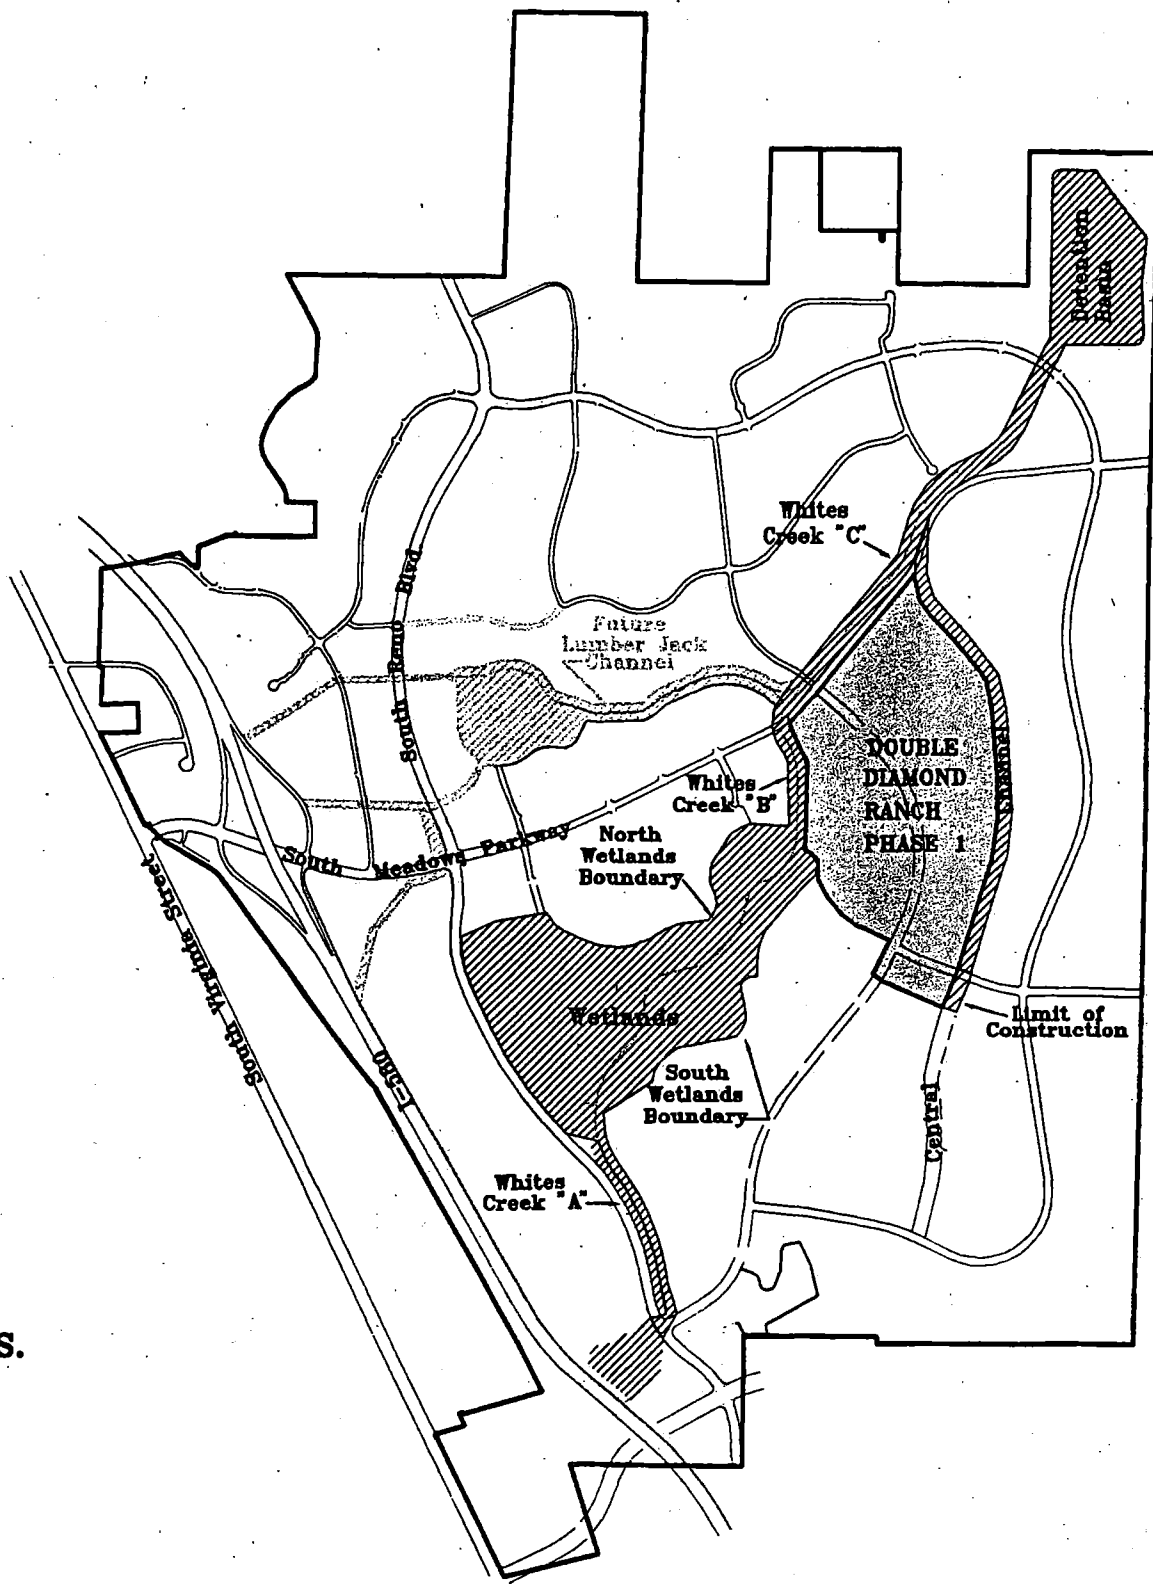 Detention
Basin
Whites
Creek "C"
South Reno Blvd.
Future
Lumber Jack
Channel
DOUBLE
DIAMOND
RANCH
PHASE 1
Channel
Whites
Creek "B"
North
Wetlands
Boundary
South Meadows Parkway
South Virginia Street
Wetlands
Limit of
Construction
I-580
South
Wetlands
Boundary
Central
Whites
Creek "A"
S.